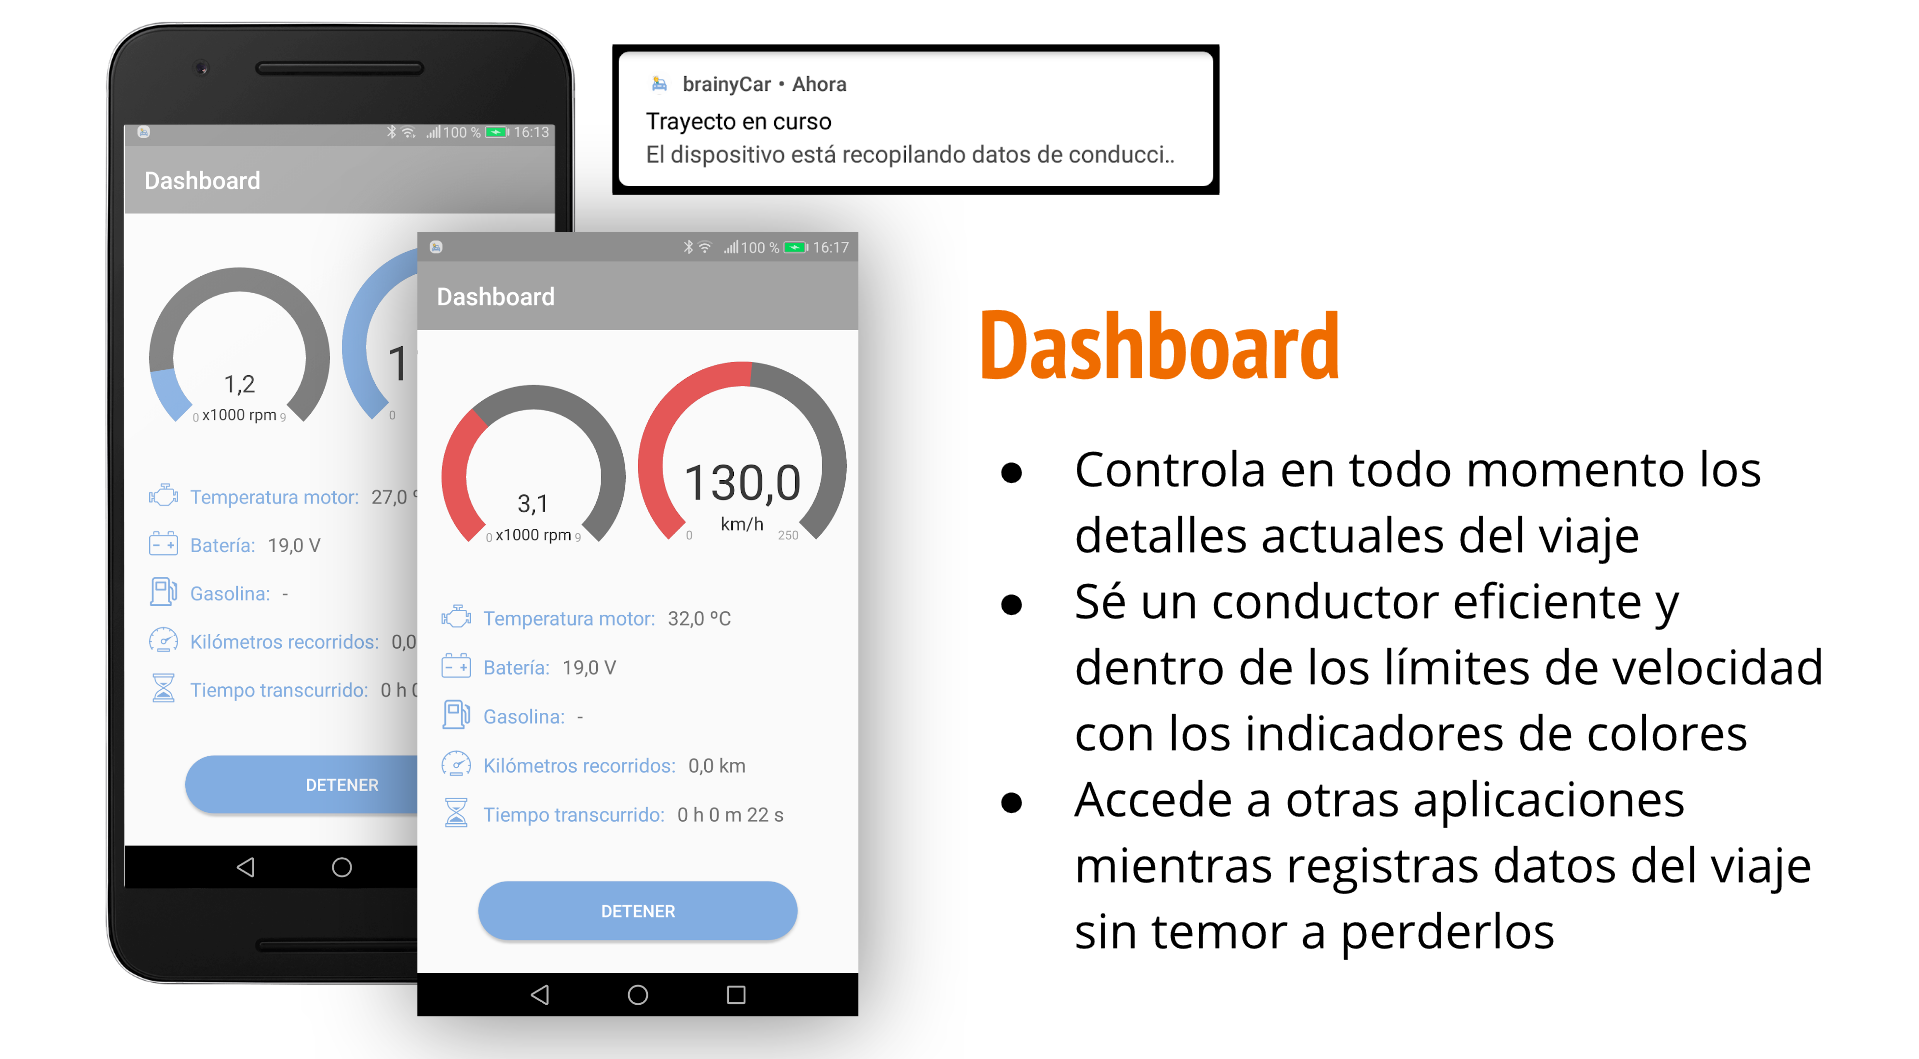 brainyCar • Ahora
Trayecto en curso
El dispositivo está recopilando datos de conducci..
100 % 16:13
Dashboard
1,2
0 x1000 rpm 9
1
0
Temperatura motor: 27,0 º
Batería: 19,0 V
Gasolina: -
Kilómetros recorridos: 0,0
Tiempo transcurrido: 0 h 0
DETENER
100 % 16:17
Dashboard
3,1
0 x1000 rpm 9
130,0
0 km/h 250
Temperatura motor: 32,0 ºC
Batería: 19,0 V
Gasolina: -
Kilómetros recorridos: 0,0 km
Tiempo transcurrido: 0 h 0 m 22 s
DETENER
Dashboard
● Controla en todo momento los
detalles actuales del viaje
● Sé un conductor eficiente y
dentro de los límites de velocidad
con los indicadores de colores
● Accede a otras aplicaciones
mientras registras datos del viaje
sin temor a perderlos